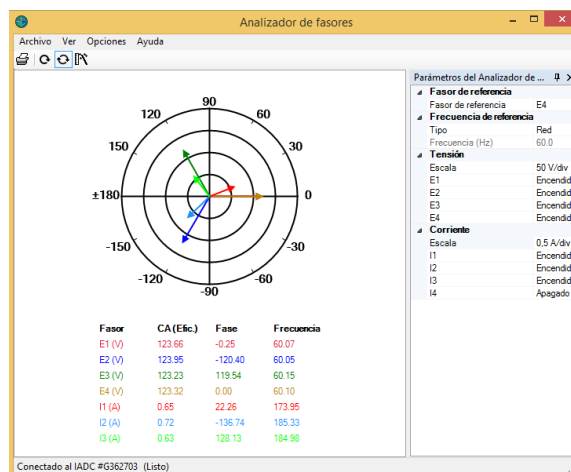 Analizador de fasores
Archivo Ver Opciones Ayuda
90
120 60
150 30
±180 0
-150 -30
-120 -60
-90
Fasor CA (Efic.) Fase Frecuencia
E1 (V) 123.66 -0.25 60.07
E2 (V) 123.95 -120.40 60.05
E3 (V) 123.23 119.54 60.15
E4 (V) 123.32 0.00 60.10
I1 (A) 0.65 22.26 173.95
I2 (A) 0.72 -136.74 185.33
I3 (A) 0.63 128.13 184.98
Parámetros del Analizador de ...
Fasor de referencia
Fasor de referencia E4
Frecuencia de referencia
Tipo Red
Frecuencia (Hz) 60.0
Tensión
Escala 50 V/div
E1 Encendid
E2 Encendid
E3 Encendid
E4 Encendid
Corriente
Escala 0,5 A/div
I1 Encendid
I2 Encendid
I3 Encendid
I4 Apagado
Conectado al IADC #G362703 (Listo)